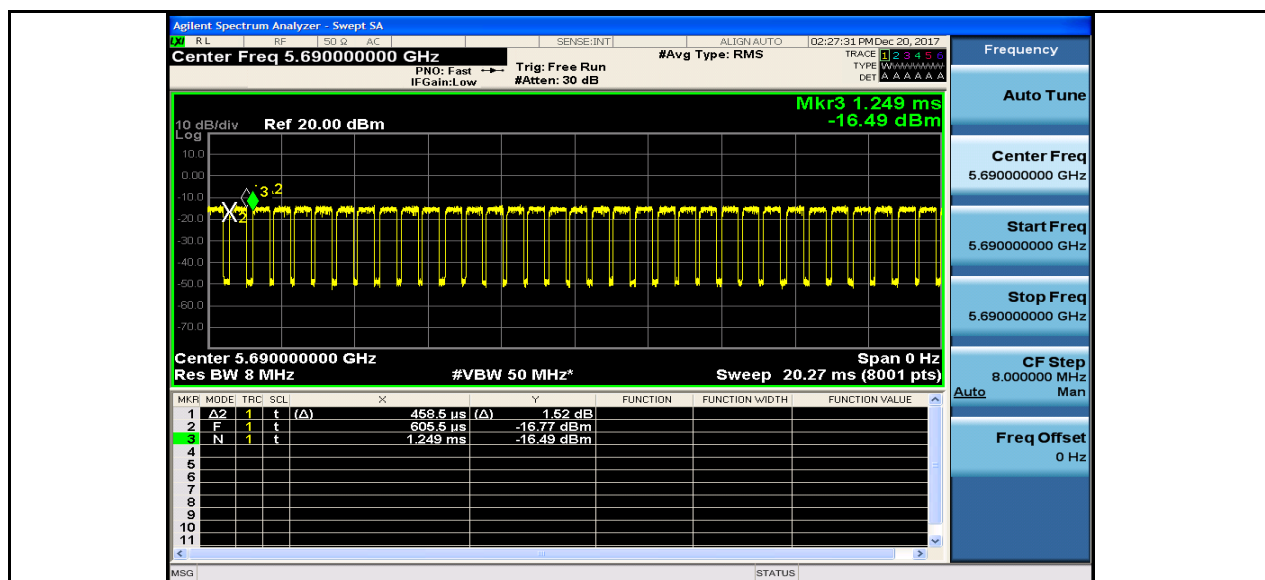 Agilent Spectrum Analyzer - Swept SA
LXI RL RF 50 Ω AC SENSE:INT ALIGN AUTO 02:27:31 PM Dec 20, 2017
Center Freq 5.690000000 GHz
PNO: Fast
IFGain:Low
Trig: Free Run
#Atten: 30 dB
#Avg Type: RMS
TRACE 1 2 3 4 5 6
TYPE WWWWWWW
DET A A A A A A
Mkr3 1.249 ms
-16.49 dBm
10 dB/div Ref 20.00 dBm
Log
10.0
0.00
-10.0
-20.0
-30.0
-40.0
-50.0
-60.0
-70.0
3
2
2
Center 5.690000000 GHz Span 0 Hz
Res BW 8 MHz #VBW 50 MHz* Sweep 20.27 ms (8001 pts)
MKR MODE TRC SCL X Y FUNCTION FUNCTION WIDTH FUNCTION VALUE
1 Δ2 1 t (Δ) 458.5 µs (Δ) 1.52 dB
2 F 1 t 605.5 µs -16.77 dBm
3 N 1 t 1.249 ms -16.49 dBm
4
5
6
7
8
9
10
11
MSG STATUS
Frequency
Auto Tune
Center Freq
5.690000000 GHz
Start Freq
5.690000000 GHz
Stop Freq
5.690000000 GHz
CF Step
8.000000 MHz
Auto Man
Freq Offset
0 Hz